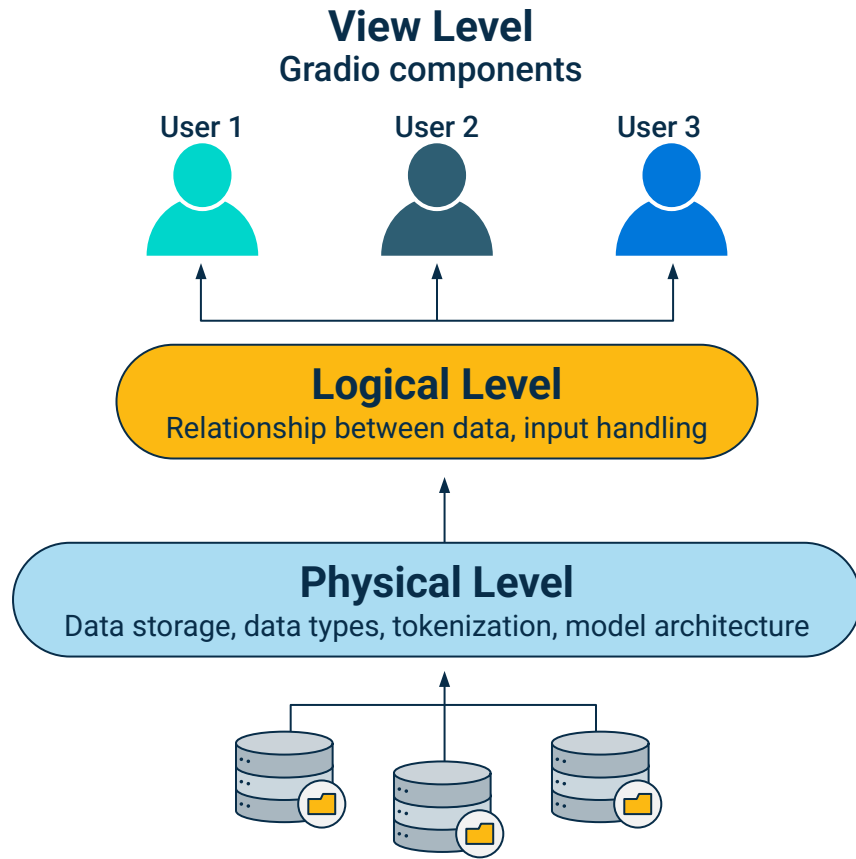 View Level
Gradio components
User 1
User 2
User 3
Logical Level
Relationship between data, input handling
Physical Level
Data storage, data types, tokenization, model architecture